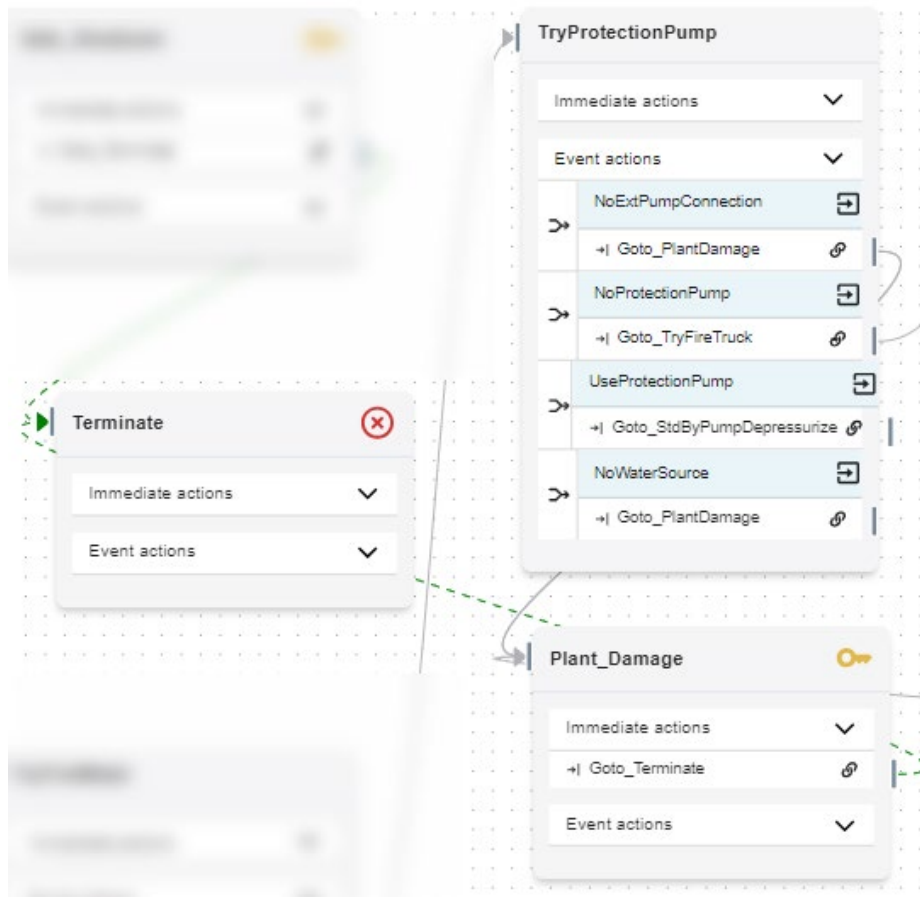 TryProtectionPump
Immediate actions
Event actions
NoExtPumpConnection
Goto_PlantDamage
NoProtectionPump
Goto_TryFireTruck
UseProtectionPump
Goto_StdByPumpDepressurize
NoWaterSource
Goto_PlantDamage
Terminate
Immediate actions
Event actions
Plant_Damage
Immediate actions
Goto_Terminate
Event actions